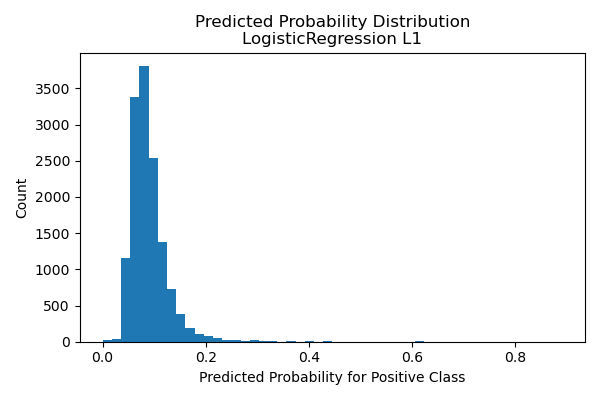 Predicted Probability Distribution
LogisticRegression L1
3500
3000
2500
2000
1500
1000
500
0
Count
0.0 0.2 0.4 0.6 0.8
Predicted Probability for Positive Class